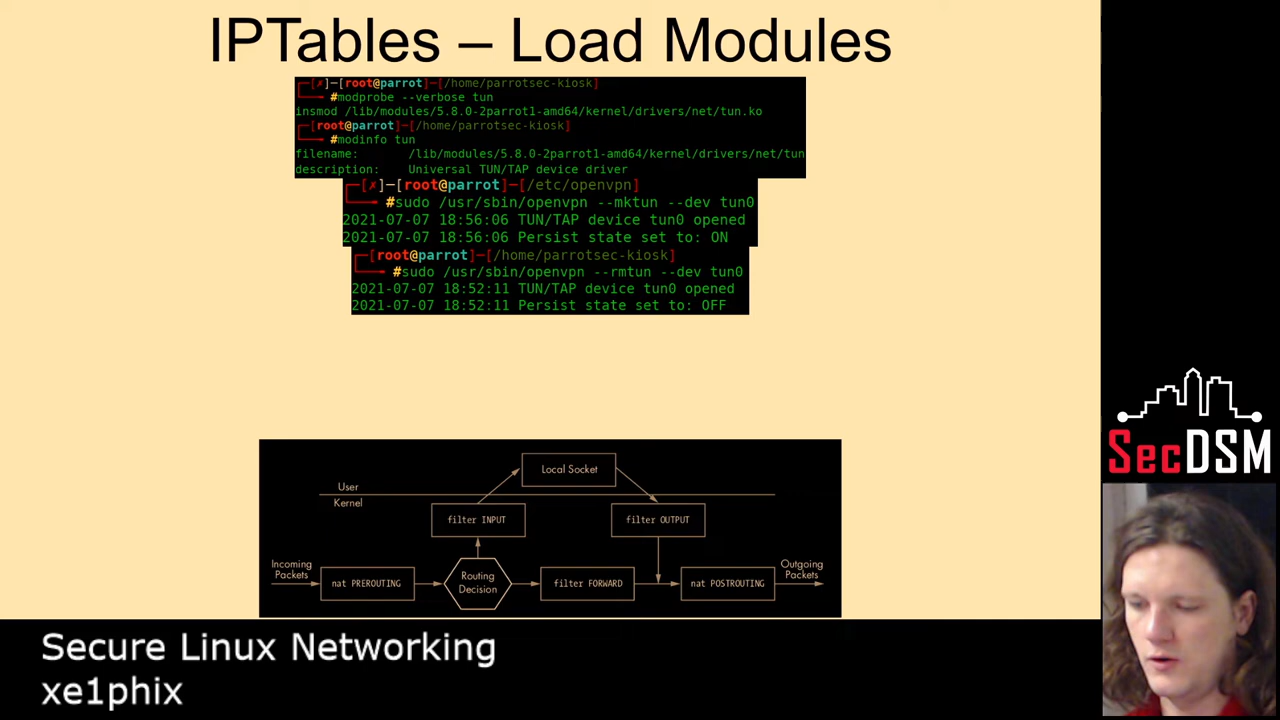 IPTables – Load Modules
┌─[✗]─[root@parrot]─[/home/parrotsec-kiosk]
└──╼ #modprobe --verbose tun
insmod /lib/modules/5.8.0-2parrot1-amd64/kernel/drivers/net/tun.ko
┌─[root@parrot]─[/home/parrotsec-kiosk]
└──╼ #modinfo tun
filename:       /lib/modules/5.8.0-2parrot1-amd64/kernel/drivers/net/tun
description:    Universal TUN/TAP device driver
┌─[✗]─[root@parrot]─[/etc/openvpn]
└──╼ #sudo /usr/sbin/openvpn --mktun --dev tun0
2021-07-07 18:56:06 TUN/TAP device tun0 opened
2021-07-07 18:56:06 Persist state set to: ON
┌─[root@parrot]─[/home/parrotsec-kiosk]
└──╼ #sudo /usr/sbin/openvpn --rmtun --dev tun0
2021-07-07 18:52:11 TUN/TAP device tun0 opened
2021-07-07 18:52:11 Persist state set to: OFF
Local Socket
User
Kernel
filter INPUT
filter OUTPUT
Incoming
Packets
nat PREROUTING
Routing
Decision
filter FORWARD
nat POSTROUTING
Outgoing
Packets
SecDSM
Secure Linux Networking
xe1phix